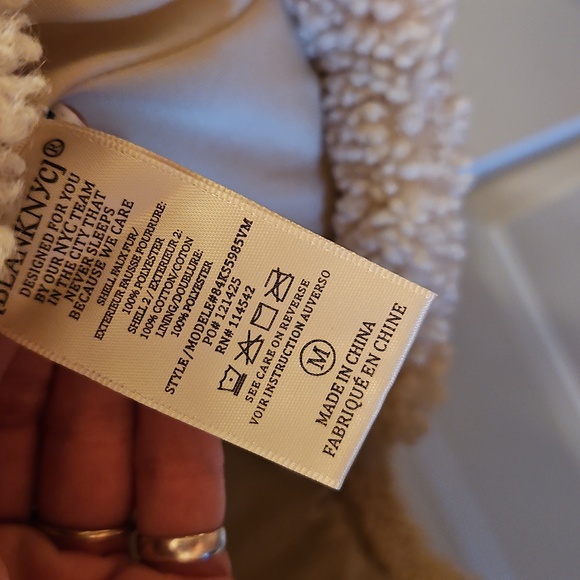 [BLANKNYC]®
DESIGNED FOR YOU
BY OUR NYC TEAM
IN THE CITY THAT
NEVER SLEEPS
BECAUSE WE CARE
SHELL FAUX FUR/
EXTERIEUR FAUSSE FOURRURE:
100% POLYESTER
SHELL 2 / EXTERIEUR 2:
100% COTTON/COTON
LINING/DOUBLURE:
100% POLYESTER
STYLE / MODELE#94KS5965VM
PO# 121425
RN# 114542
SEE CARE ON REVERSE
VOIR INSTRUCTION AU VERSO
M
MADE IN CHINA
FABRIQUÉ EN CHINE